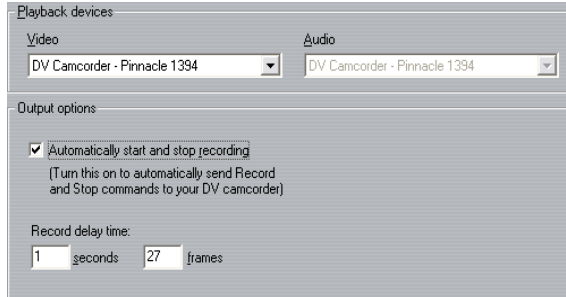 Playback devices
Video Audio
DV Camcorder - Pinnacle 1394 DV Camcorder - Pinnacle 1394
Output options
Automatically start and stop recording
(Turn this on to automatically send Record
and Stop commands to your DV camcorder)
Record delay time:
1 seconds 27 frames